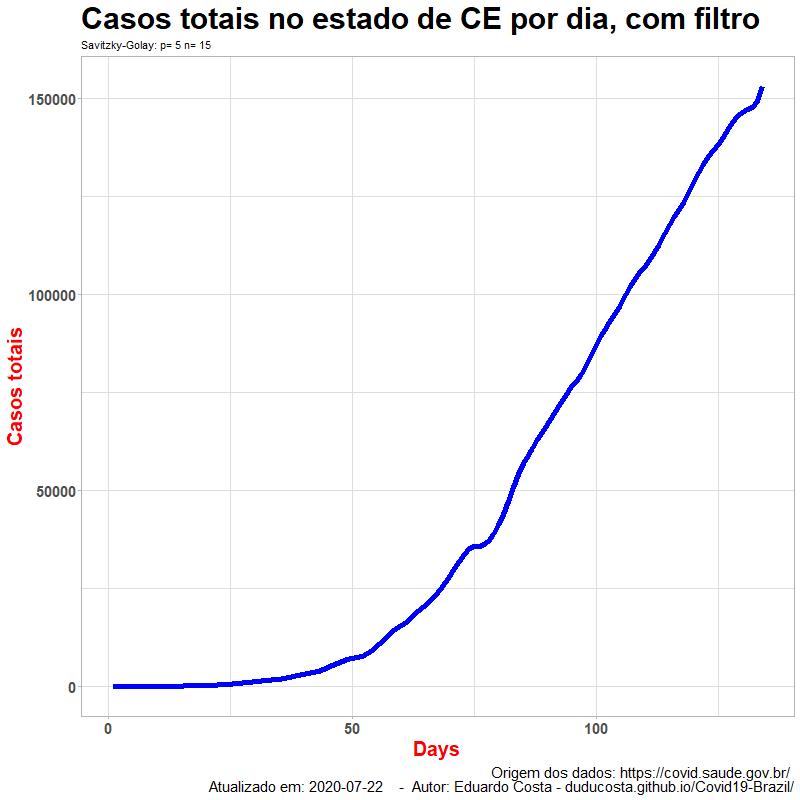 Casos totais no estado de CE por dia, com filtro
Savitzky-Golay: p= 5 n= 15
Casos totais
150000
100000
50000
0
0 50 100
Days
Origem dos dados: https://covid.saude.gov.br/
Atualizado em: 2020-07-22 - Autor: Eduardo Costa - duducosta.github.io/Covid19-Brazil/